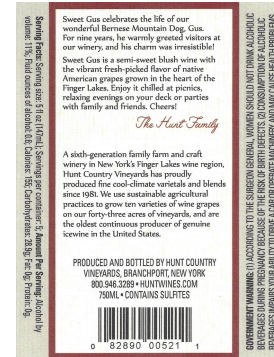 Sweet Gus celebrates the life of our
wonderful Bernese Mountain Dog, Gus.
For nine years, he warmly greeted visitors at
our winery, and his charm was irresistible!
Sweet Gus is a semi-sweet blush wine with
the vibrant fresh-picked flavor of native
American grapes grown in the heart of the
Finger Lakes. Enjoy it chilled at picnics,
relaxing evenings on your deck or parties
with family and friends. Cheers!
The Hunt Family
A sixth-generation family farm and craft
winery in New York's Finger Lakes wine region,
Hunt Country Vineyards has proudly
produced fine cool-climate varietals and blends
since 1981. We use sustainable agricultural
practices to grow ten varieties of wine grapes
on our forty-three acres of vineyards, and are
the oldest continuous producer of genuine
icewine in the United States.
PRODUCED AND BOTTLED BY HUNT COUNTRY
VINEYARDS, BRANCHPORT, NEW YORK
800.946.3289 • HUNTWINES.COM
750ML • CONTAINS SULFITES
0 82890 00521 1
Serving Facts: Serving size: 5 fl oz (147mL); Servings per container: 5; Amount Per Serving: Alcohol by
volume: 11%; Fluid ounces of alcohol: 0.6; Calories: 155; Carbohydrates: 28.9g; Fat: 0g; Protein: 0g.
GOVERNMENT WARNING: (1) ACCORDING TO THE SURGEON GENERAL, WOMEN SHOULD NOT DRINK ALCOHOLIC
BEVERAGES DURING PREGNANCY BECAUSE OF THE RISK OF BIRTH DEFECTS. (2) CONSUMPTION OF ALCOHOLIC